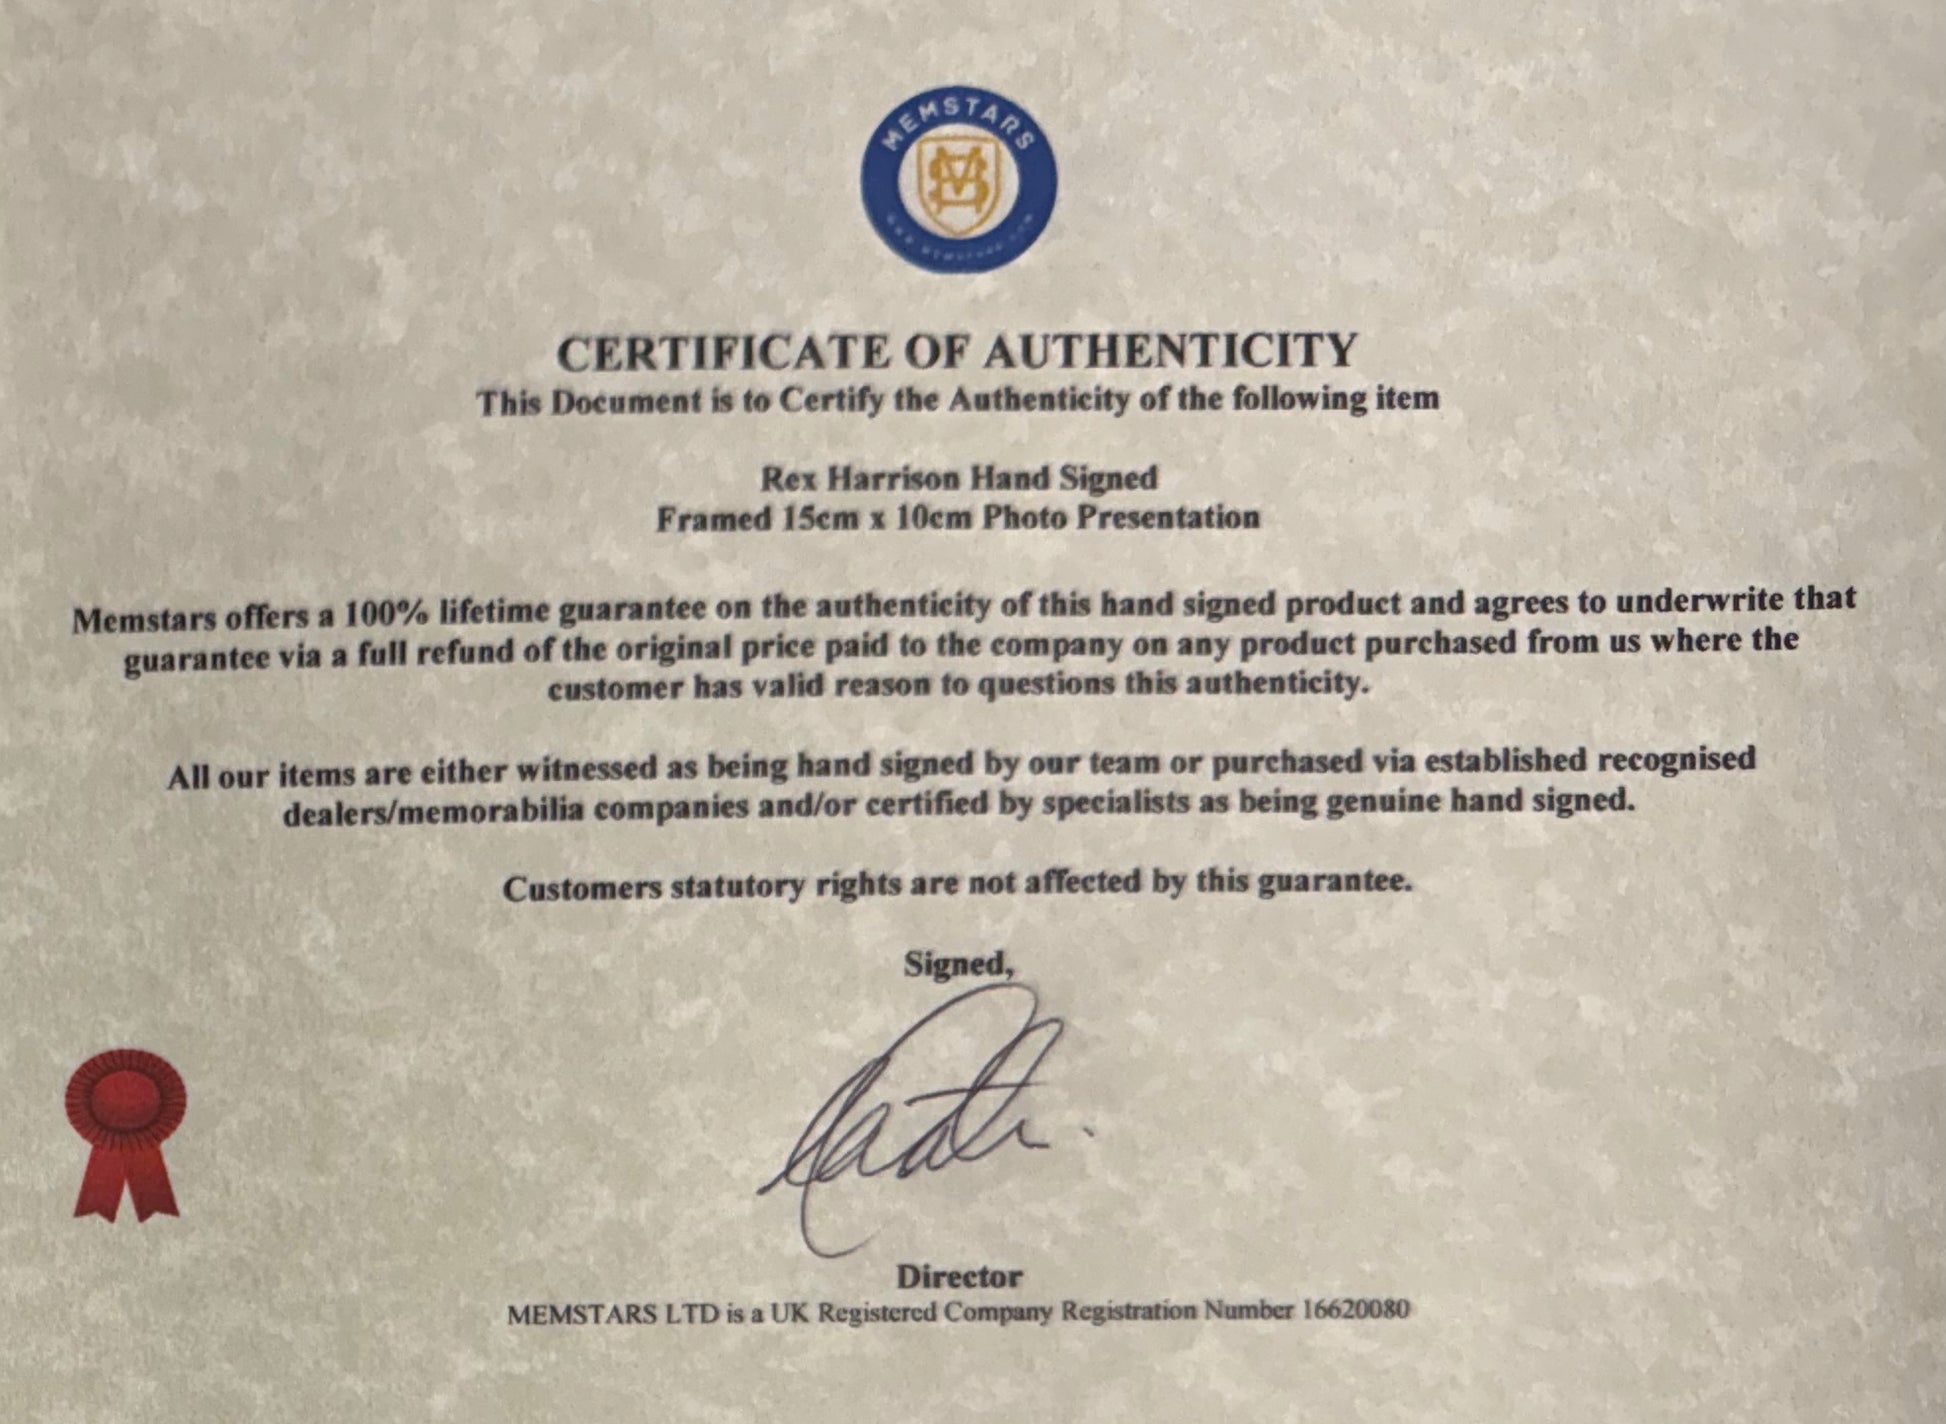 MEMSTARS
CERTIFICATE OF AUTHENTICITY
This Document is to Certify the Authenticity of the following item
Rex Harrison Hand Signed
Framed 15cm x 10cm Photo Presentation
Memstars offers a 100% lifetime guarantee on the authenticity of this hand signed product and agrees to underwrite that
guarantee via a full refund of the original price paid to the company on any product purchased from us where the
customer has valid reason to questions this authenticity.
All our items are either witnessed as being hand signed by our team or purchased via established recognised
dealers/memorabilia companies and/or certified by specialists as being genuine hand signed.
Customers statutory rights are not affected by this guarantee.
Signed,
Director
MEMSTARS LTD is a UK Registered Company Registration Number 16620080